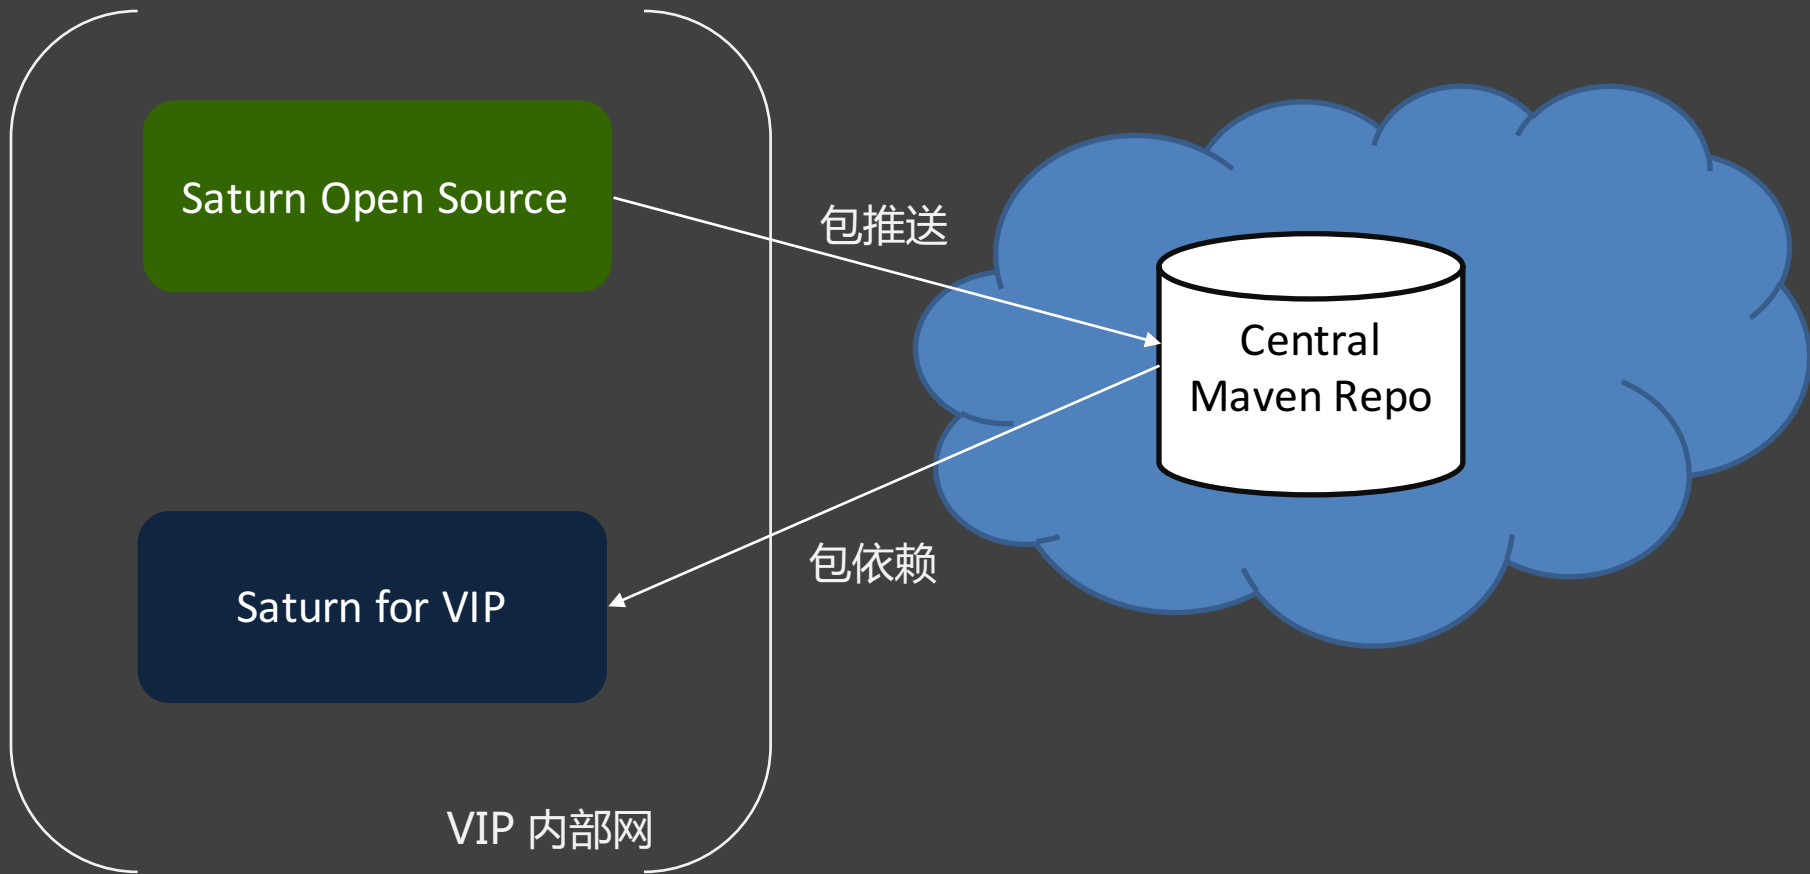 Saturn Open Source
包推送
Central
Maven Repo
包依赖
Saturn for VIP
VIP 内部网